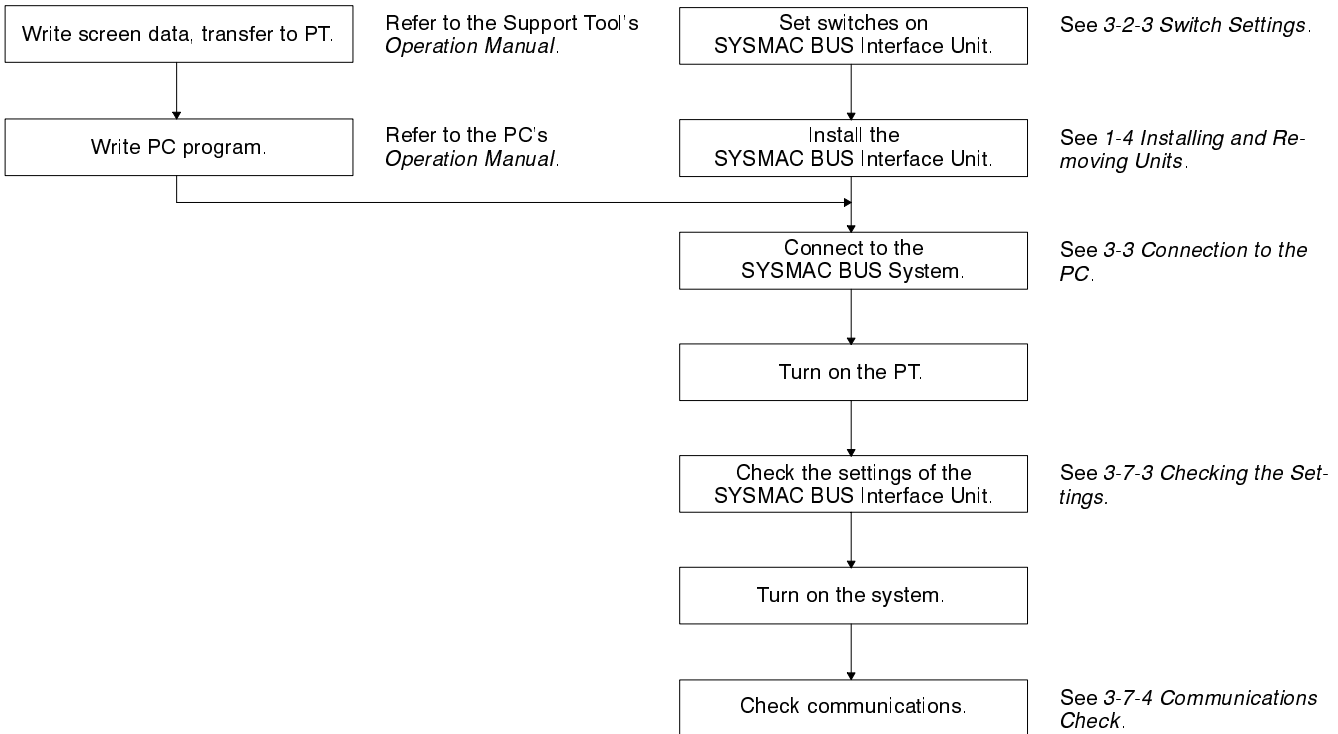 Write screen data, transfer to PT.
Refer to the Support Tool's
Operation Manual.
Set switches on
SYSMAC BUS Interface Unit.
See 3-2-3 Switch Settings.
Write PC program.
Refer to the PC's
Operation Manual.
Install the
SYSMAC BUS Interface Unit.
See 1-4 Installing and Re-
moving Units.
Connect to the
SYSMAC BUS System.
See 3-3 Connection to the
PC.
Turn on the PT.
Check the settings of the
SYSMAC BUS Interface Unit.
See 3-7-3 Checking the Set-
tings.
Turn on the system.
Check communications.
See 3-7-4 Communications
Check.